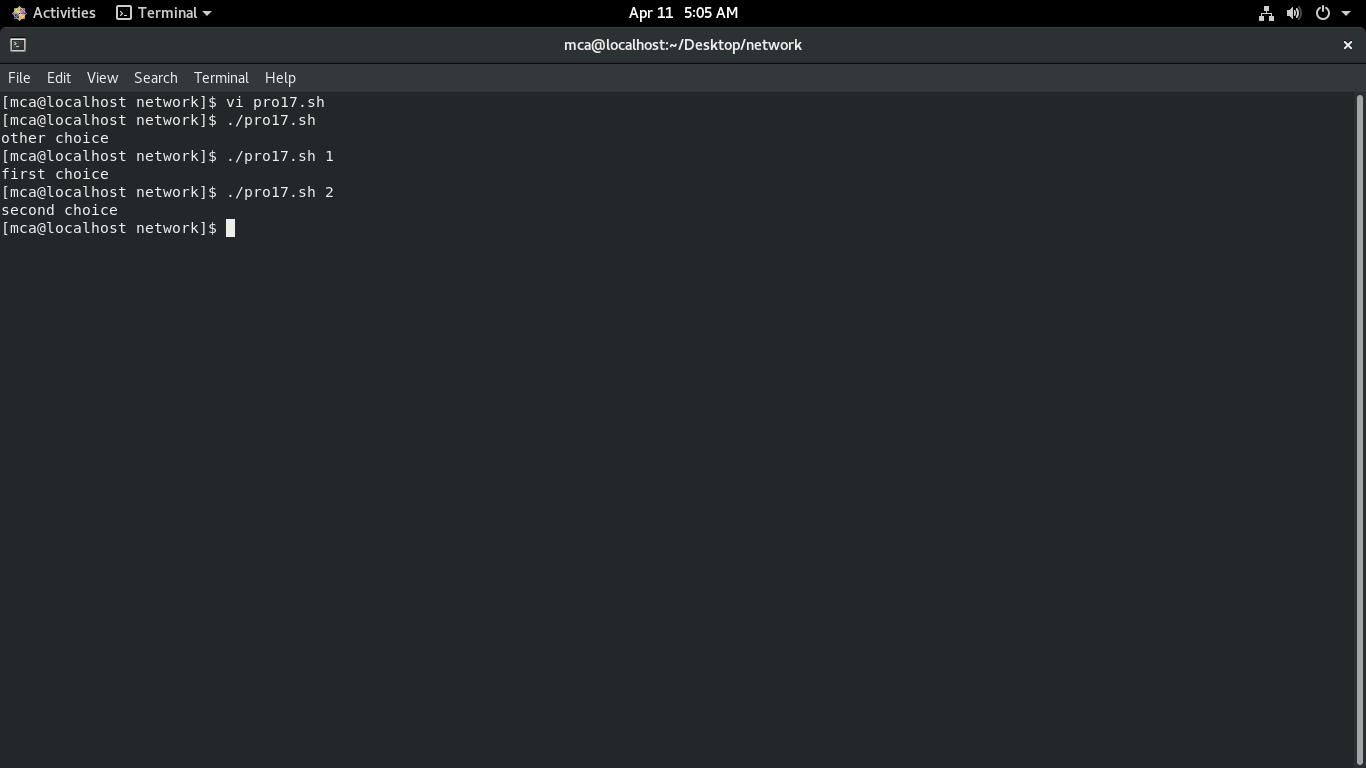 Activities Terminal Apr 11 5:05 AM
mca@localhost:~/Desktop/network
File Edit View Search Terminal Help
[mca@localhost network]$ vi pro17.sh
[mca@localhost network]$ ./pro17.sh
other choice
[mca@localhost network]$ ./pro17.sh 1
first choice
[mca@localhost network]$ ./pro17.sh 2
second choice
[mca@localhost network]$